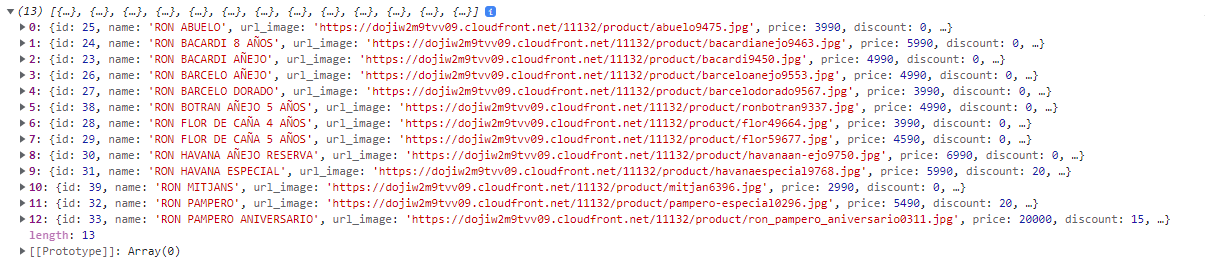 (13) [{…}, {…}, {…}, {…}, {…}, {…}, {…}, {…}, {…}, {…}, {…}, {…}, {…}] i
0: {id: 25, name: 'RON ABUELO', url_image: 'https://dojiw2m9tvv09.cloudfront.net/11132/product/abuelo9475.jpg', price: 3990, discount: 0, …}
1: {id: 24, name: 'RON BACARDI 8 AÑOS', url_image: 'https://dojiw2m9tvv09.cloudfront.net/11132/product/bacardianejo9463.jpg', price: 5990, discount: 0, …}
2: {id: 23, name: 'RON BACARDI AÑEJO', url_image: 'https://dojiw2m9tvv09.cloudfront.net/11132/product/bacardi9450.jpg', price: 4990, discount: 0, …}
3: {id: 26, name: 'RON BARCELO AÑEJO', url_image: 'https://dojiw2m9tvv09.cloudfront.net/11132/product/barceloanejo9553.jpg', price: 4990, discount: 0, …}
4: {id: 27, name: 'RON BARCELO DORADO', url_image: 'https://dojiw2m9tvv09.cloudfront.net/11132/product/barcelodorado9567.jpg', price: 3990, discount: 0, …}
5: {id: 38, name: 'RON BOTRAN AÑEJO 5 AÑOS', url_image: 'https://dojiw2m9tvv09.cloudfront.net/11132/product/ronbotran9337.jpg', price: 4990, discount: 0, …}
6: {id: 28, name: 'RON FLOR DE CAÑA 4 AÑOS', url_image: 'https://dojiw2m9tvv09.cloudfront.net/11132/product/flor49664.jpg', price: 3990, discount: 0, …}
7: {id: 29, name: 'RON FLOR DE CAÑA 5 AÑOS', url_image: 'https://dojiw2m9tvv09.cloudfront.net/11132/product/flor59677.jpg', price: 4590, discount: 0, …}
8: {id: 30, name: 'RON HAVANA AÑEJO RESERVA', url_image: 'https://dojiw2m9tvv09.cloudfront.net/11132/product/havanaan-ejo9750.jpg', price: 6990, discount: 0, …}
9: {id: 31, name: 'RON HAVANA ESPECIAL', url_image: 'https://dojiw2m9tvv09.cloudfront.net/11132/product/havanaespecial9768.jpg', price: 5990, discount: 20, …}
10: {id: 39, name: 'RON MITJANS', url_image: 'https://dojiw2m9tvv09.cloudfront.net/11132/product/mitjan6396.jpg', price: 2990, discount: 0, …}
11: {id: 32, name: 'RON PAMPERO', url_image: 'https://dojiw2m9tvv09.cloudfront.net/11132/product/pampero-especial0296.jpg', price: 5490, discount: 20, …}
12: {id: 33, name: 'RON PAMPERO ANIVERSARIO', url_image: 'https://dojiw2m9tvv09.cloudfront.net/11132/product/ron_pampero_aniversario0311.jpg', price: 20000, discount: 15, …}
length: 13
[[Prototype]]: Array(0)